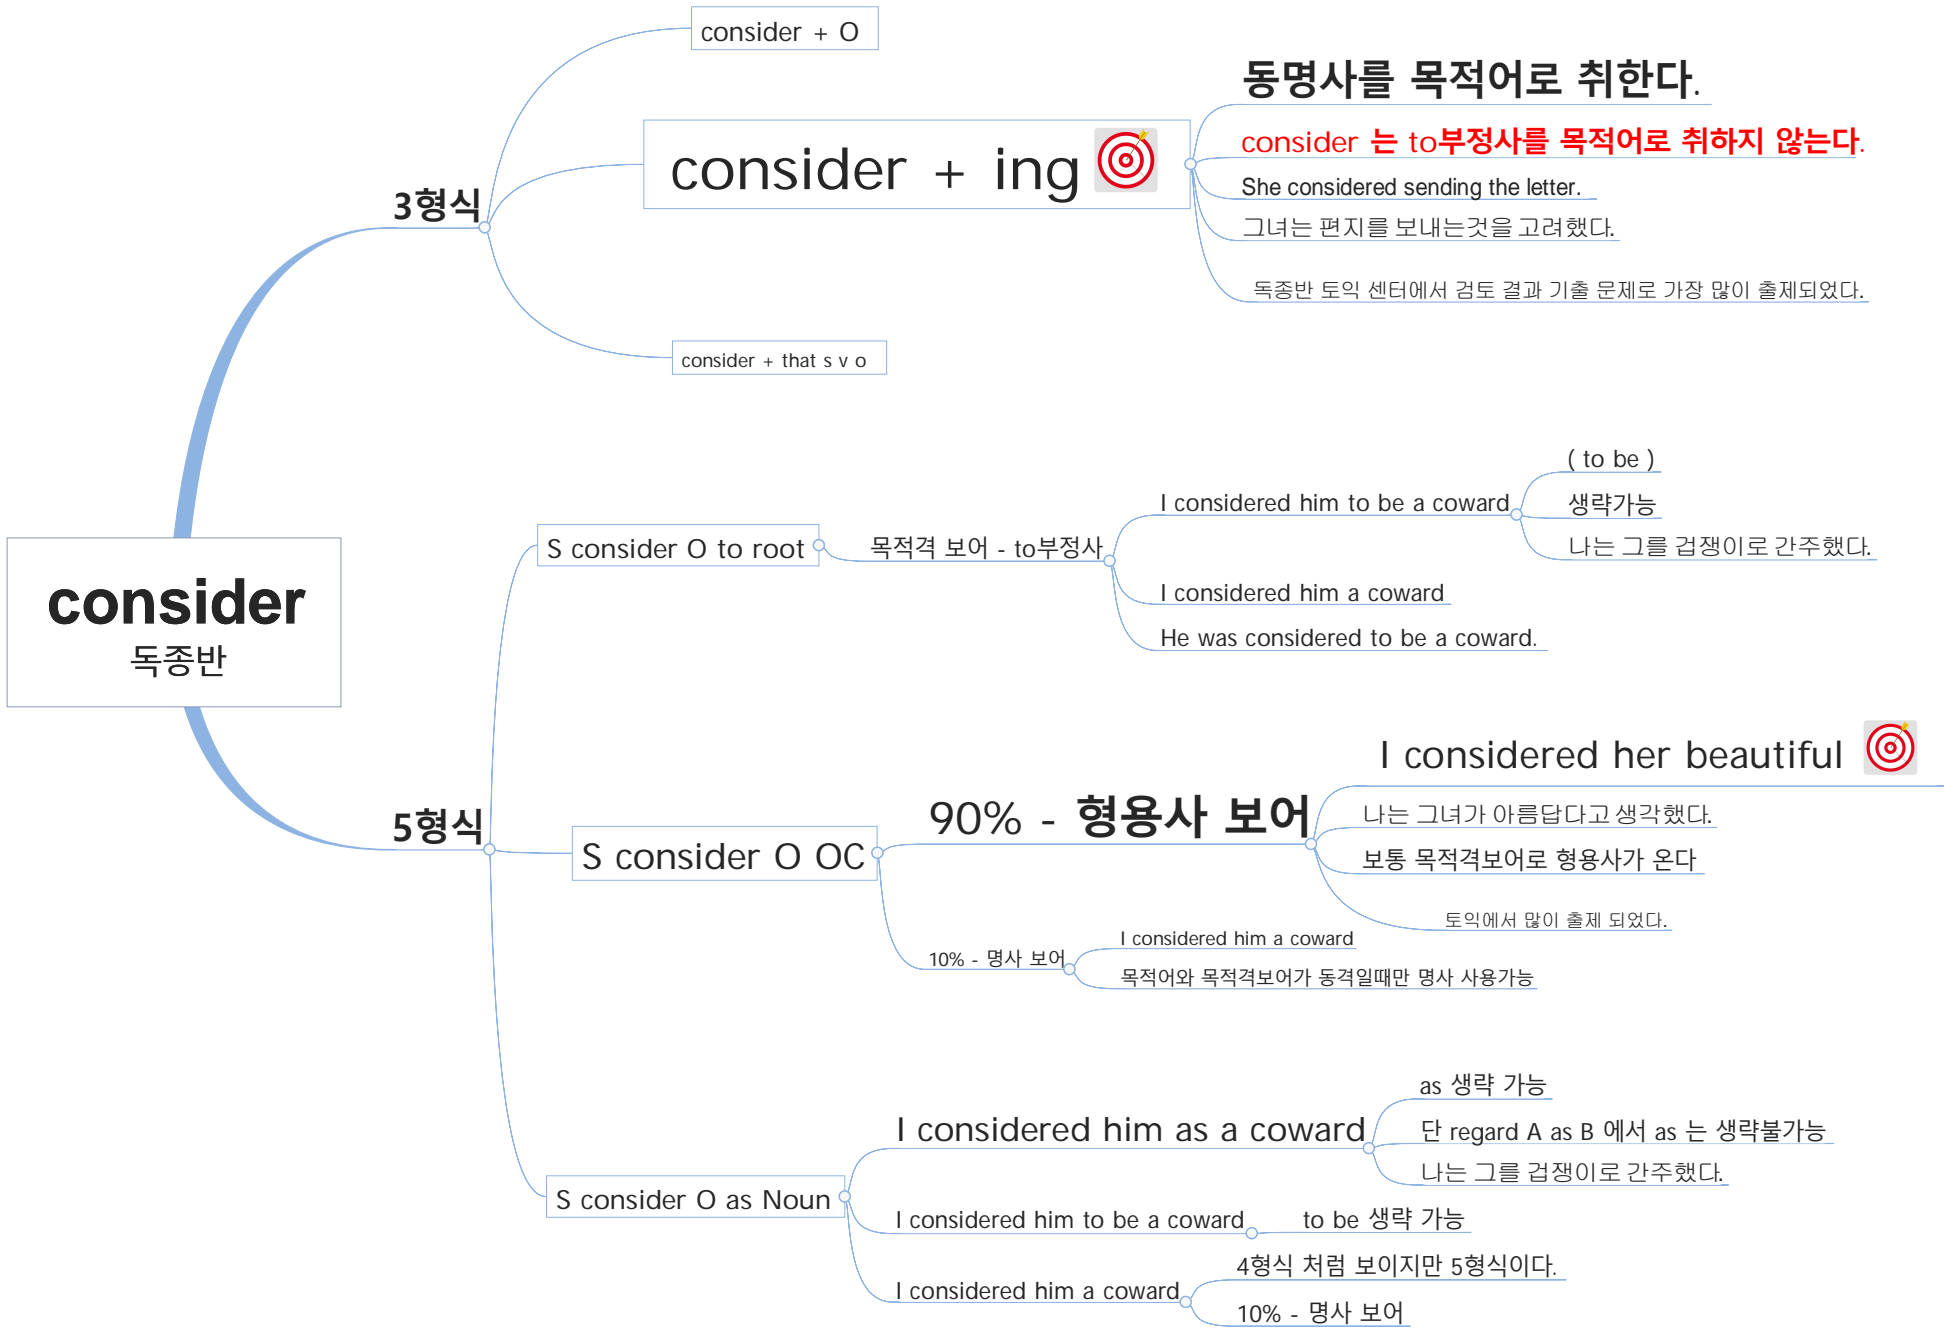 consider
독종반
3형식
consider + O
consider + ing
동명사를 목적어로 취한다.
consider 는 to부정사를 목적어로 취하지 않는다.
She considered sending the letter.
그녀는 편지를 보내는것을 고려했다.
독종반 토익 센터에서 검토 결과 기출 문제로 가장 많이 출제되었다.
consider + that s v o
5형식
S consider O to root
목적격 보어 - to부정사
I considered him to be a coward
( to be )
생략가능
나는 그를 겁쟁이로 간주했다.
I considered him a coward
He was considered to be a coward.
S consider O OC
90% - 형용사 보어
I considered her beautiful
나는 그녀가 아름답다고 생각했다.
보통 목적격보어로 형용사가 온다
토익에서 많이 출제 되었다.
10% - 명사 보어
I considered him a coward
목적어와 목적격보어가 동격일때만 명사 사용가능
S consider O as Noun
I considered him as a coward
as 생략 가능
단 regard A as B 에서 as 는 생략불가능
나는 그를 겁쟁이로 간주했다.
I considered him to be a coward
to be 생략 가능
I considered him a coward
4형식 처럼 보이지만 5형식이다.
10% - 명사 보어